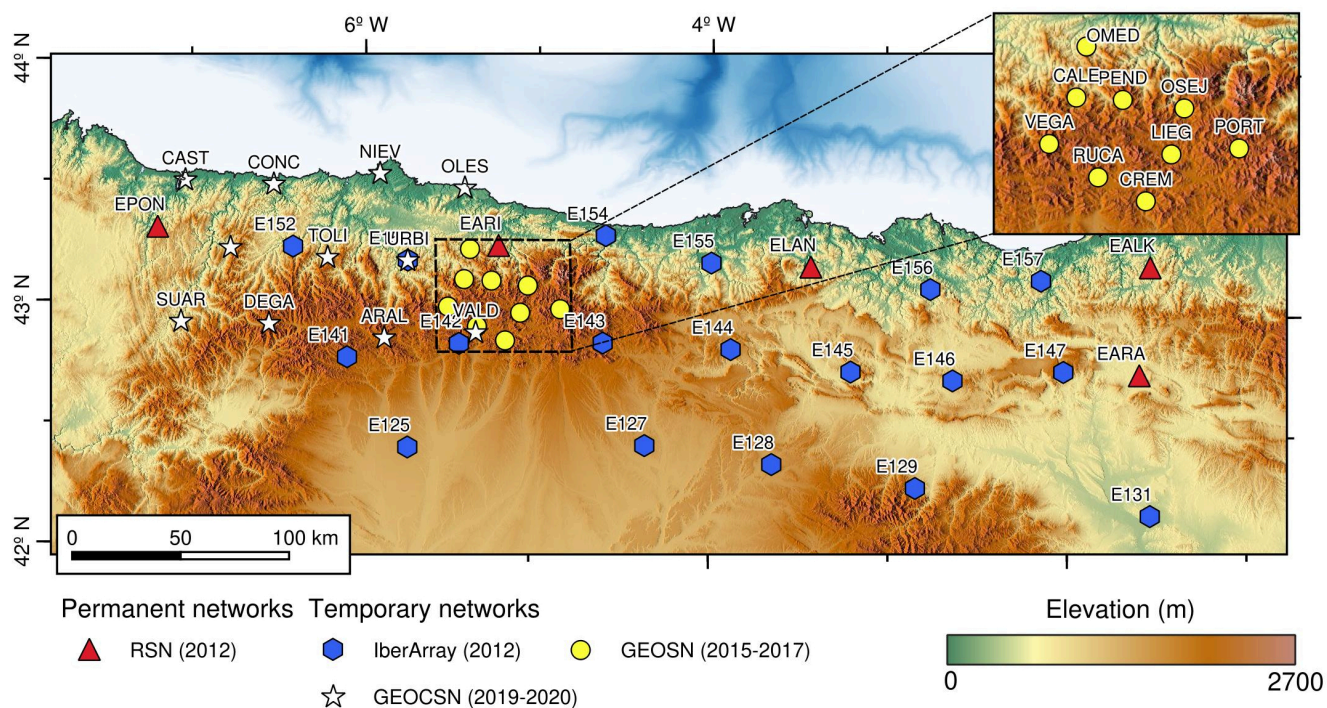 6º W
4º W
44º N
43º N
42º N
OMED
CALE
PEND
OSEJ
VEGA
LIEG
PORT
RUCA
CREM
CAST
CONC
NIEV
OLES
EPON
E152
TOLI
URBI
EARI
E154
E155
ELAN
E156
E157
EALK
SUAR
DEGA
ARAL
E141
E142
VALD
E143
E144
E145
E146
E147
EARA
E125
E127
E128
E129
E131
0 50 100 km
Permanent networks Temporary networks
RSN (2012) IberArray (2012) GEOSN (2015-2017)
GEOCSN (2019-2020)
Elevation (m)
0 2700